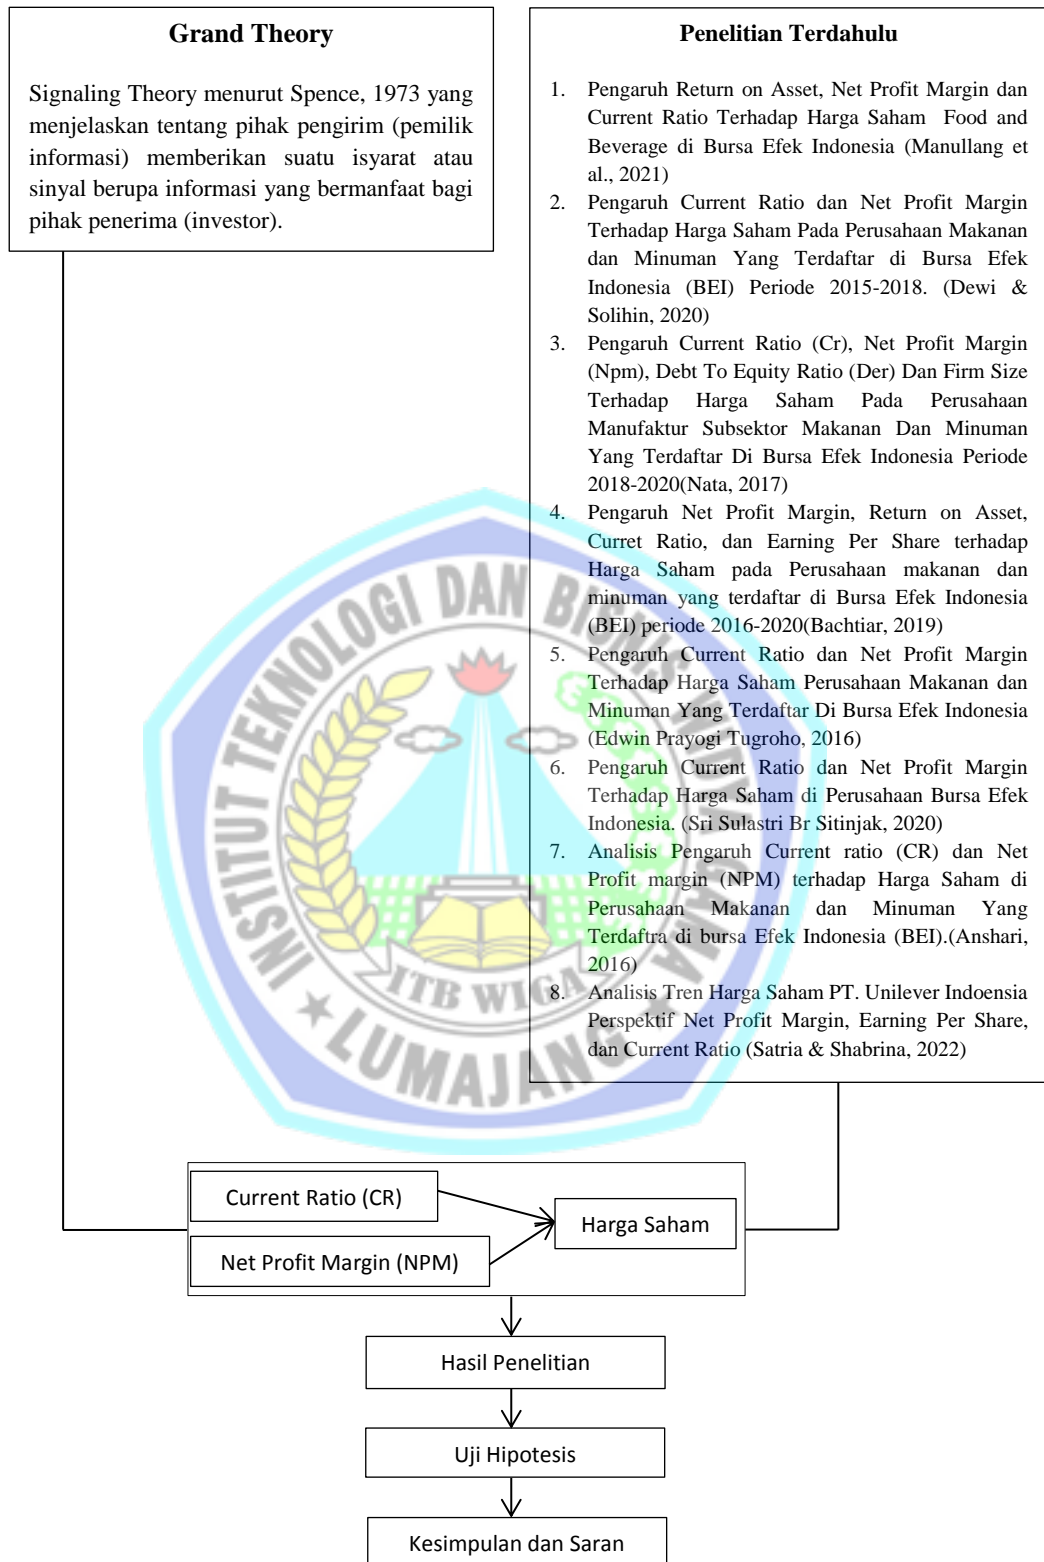 Grand Theory
Signaling Theory menurut Spence, 1973 yang
menjelaskan tentang pihak pengirim (pemilik
informasi) memberikan suatu isyarat atau
sinyal berupa informasi yang bermanfaat bagi
pihak penerima (investor).
Penelitian Terdahulu
1. Pengaruh Return on Asset, Net Profit Margin dan
Current Ratio Terhadap Harga Saham Food and
Beverage di Bursa Efek Indonesia (Manullang et
al., 2021)
2. Pengaruh Current Ratio dan Net Profit Margin
Terhadap Harga Saham Pada Perusahaan Makanan
dan Minuman Yang Terdaftar di Bursa Efek
Indonesia (BEI) Periode 2015-2018. (Dewi &
Solihin, 2020)
3. Pengaruh Current Ratio (Cr), Net Profit Margin
(Npm), Debt To Equity Ratio (Der) Dan Firm Size
Terhadap Harga Saham Pada Perusahaan
Manufaktur Subsektor Makanan Dan Minuman
Yang Terdaftar Di Bursa Efek Indonesia Periode
2018-2020(Nata, 2017)
4. Pengaruh Net Profit Margin, Return on Asset,
Curret Ratio, dan Earning Per Share terhadap
Harga Saham pada Perusahaan makanan dan
minuman yang terdaftar di Bursa Efek Indonesia
(BEI) periode 2016-2020(Bachtiar, 2019)
5. Pengaruh Current Ratio dan Net Profit Margin
Terhadap Harga Saham Perusahaan Makanan dan
Minuman Yang Terdaftar Di Bursa Efek Indonesia
(Edwin Prayogi Tugroho, 2016)
6. Pengaruh Current Ratio dan Net Profit Margin
Terhadap Harga Saham di Perusahaan Bursa Efek
Indonesia. (Sri Sulastri Br Sitinjak, 2020)
7. Analisis Pengaruh Current ratio (CR) dan Net
Profit margin (NPM) terhadap Harga Saham di
Perusahaan Makanan dan Minuman Yang
Terdaftra di bursa Efek Indonesia (BEI).(Anshari,
2016)
8. Analisis Tren Harga Saham PT. Unilever Indoensia
Perspektif Net Profit Margin, Earning Per Share,
dan Current Ratio (Satria & Shabrina, 2022)
INSTITUT TEKNOLOGI DAN BISNIS WIDYA GAMA
ITB WIGA
LUMAJANG
Current Ratio (CR)
Harga Saham
Net Profit Margin (NPM)
Hasil Penelitian
Uji Hipotesis
Kesimpulan dan Saran